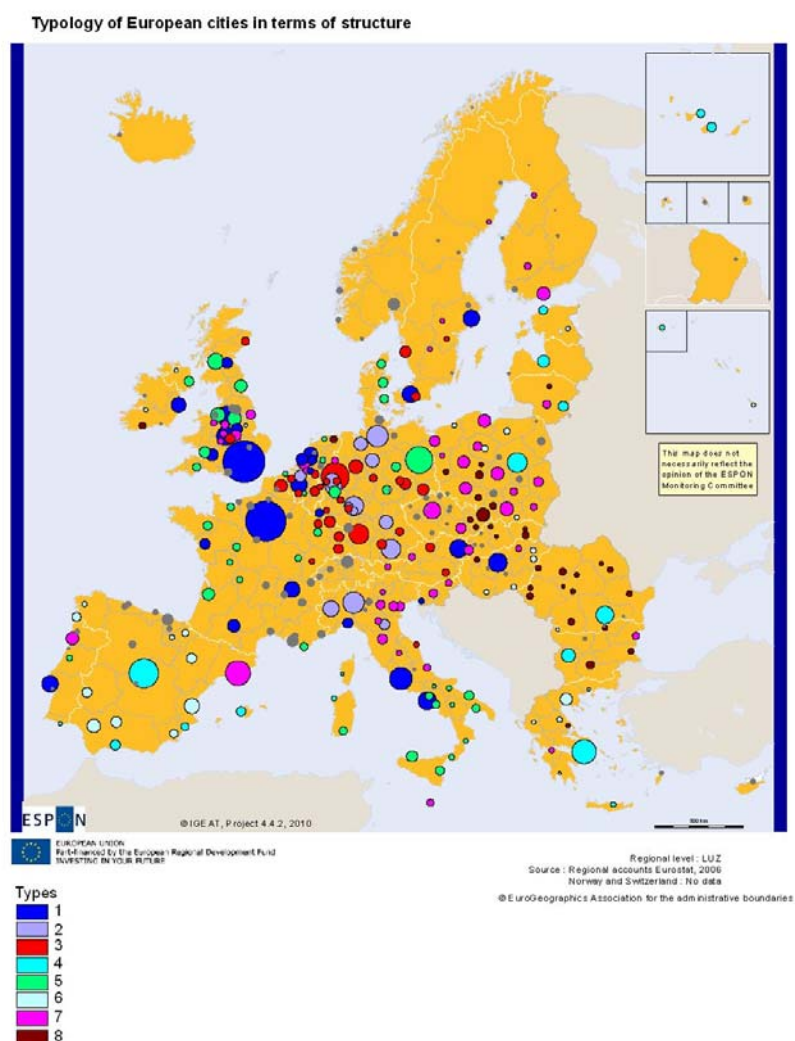 Typology of European cities in terms of structure
This map does not
necessarily reflect the
opinion of the ESPON
Monitoring Committee
ESPON
© IGEAT, Project 4.4.2, 2010
500 km
EUROPEAN UNION
Part-financed by the European Regional Development Fund
INVESTING IN YOUR FUTURE
Regional level : LUZ
Source : Regional accounts Eurostat, 2006
Norway and Switzerland : No data
© EuroGeographics Association for the administrative boundaries
Types
1
2
3
4
5
6
7
8